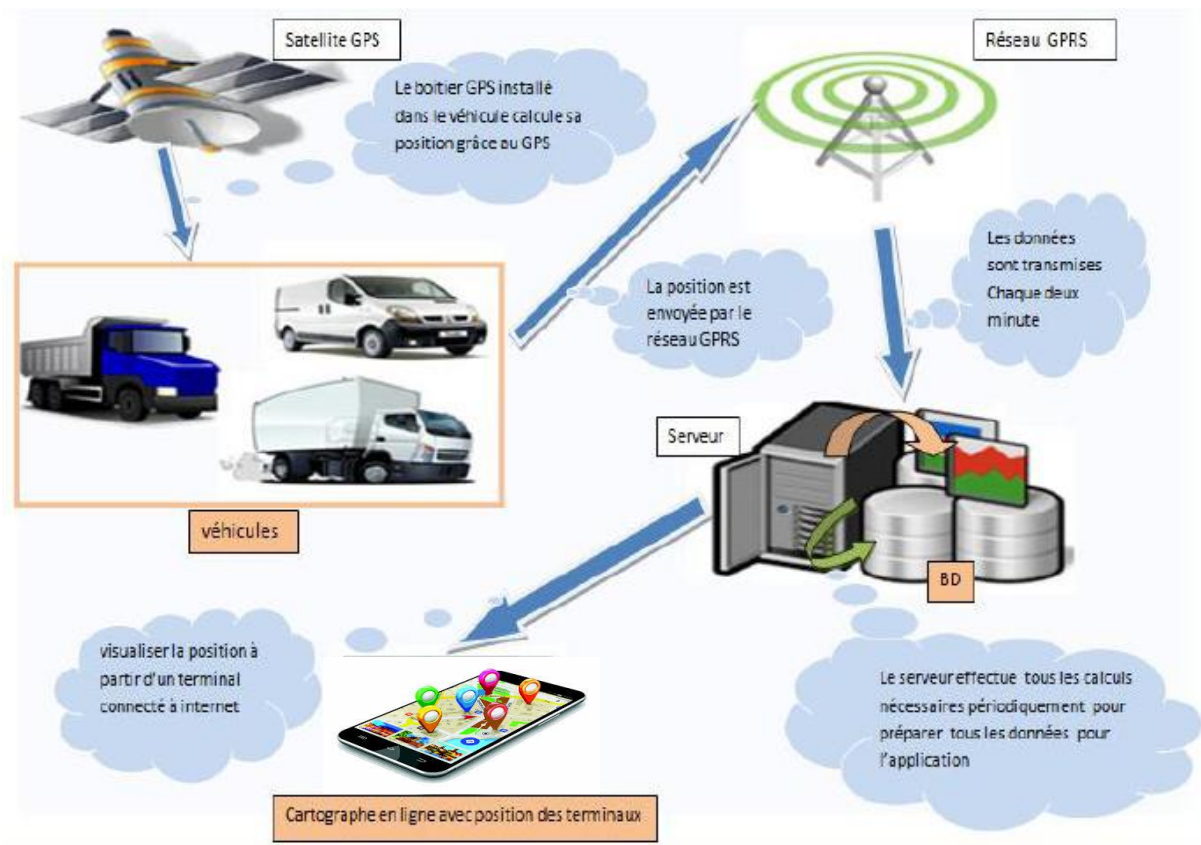 Satellite GPS
Réseau GPRS
Le boitier GPS installé
dans le véhicule calcule sa
position grâce au GPS
Les données
sont transmises
Chaque deux
minute
La position est
envoyée par le
réseau GPRS
Serveur
véhicules
BD
visualiser la position à
partir d'un terminal
connecté à internet
Le serveur effectue tous les calculs
nécessaires périodiquement pour
préparer tous les données pour
l'application
Cartographe en ligne avec position des terminaux